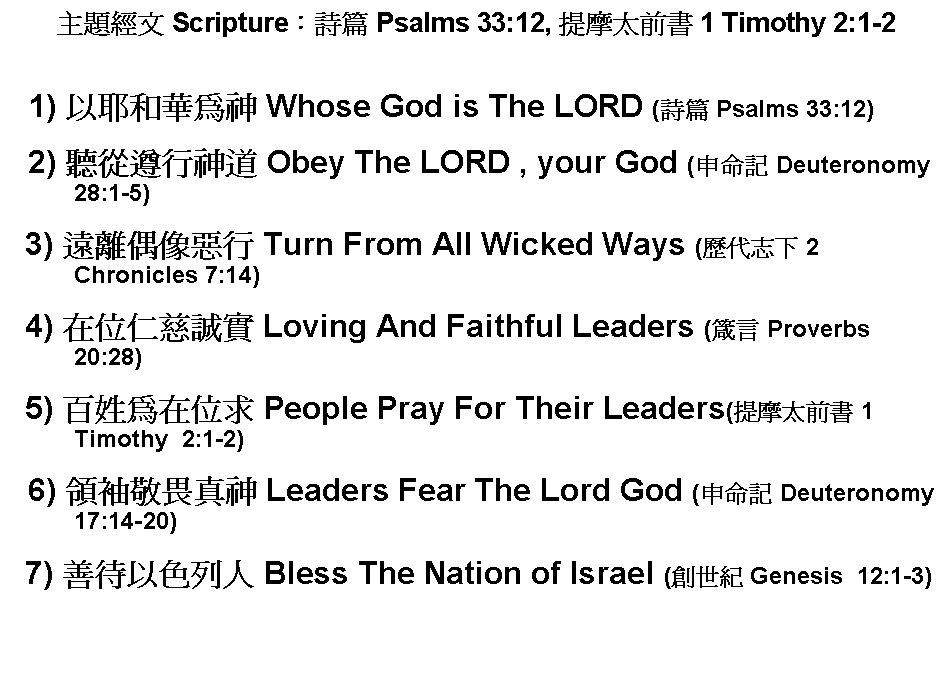 主題經文 Scripture：詩篇 Psalms 33:12, 提摩太前書 1 Timothy 2:1-2
1) 以耶和華爲神 Whose God is The LORD (詩篇 Psalms 33:12)
2) 聽從遵行神道 Obey The LORD , your God (申命記 Deuteronomy
28:1-5)
3) 遠離偶像惡行 Turn From All Wicked Ways (歷代志下 2
Chronicles 7:14)
4) 在位仁慈誠實 Loving And Faithful Leaders (箴言 Proverbs
20:28)
5) 百姓爲在位求 People Pray For Their Leaders(提摩太前書 1
Timothy  2:1-2)
6) 領袖敬畏真神 Leaders Fear The Lord God (申命記 Deuteronomy
17:14-20)
7) 善待以色列人 Bless The Nation of Israel (創世紀 Genesis  12:1-3)